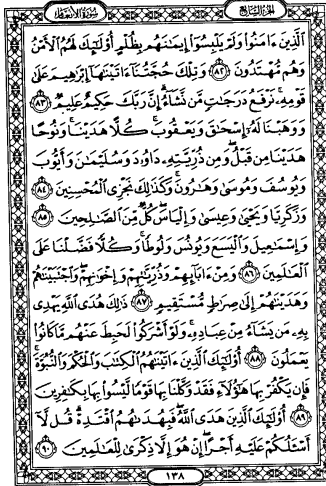 الجزء السابع
سورة الأنعام
الَّذِينَ ءَامَنُوا۟ وَلَمْ يَلْبِسُوٓا۟ إِيمَـٰنَهُم بِظُلْمٍ أُو۟لَـٰٓئِكَ لَهُمُ ٱلْأَمْنُ
وَهُم مُّهْتَدُونَ ٨٢ وَتِلْكَ حُجَّتُنَآ ءَاتَيْنَـٰهَآ إِبْرَٰهِيمَ عَلَىٰ
قَوْمِهِۦ نَرْفَعُ دَرَجَـٰتٍ مَّن نَّشَآءُ إِنَّ رَبَّكَ حَكِيمٌ عَلِيمٌ ٨٣
وَوَهَبْنَا لَهُۥٓ إِسْحَـٰقَ وَيَعْقُوبَ كُلًّا هَدَيْنَا وَنُوحًا
هَدَيْنَا مِن قَبْلُ وَمِن ذُرِّيَّتِهِۦ دَاوُۥدَ وَسُلَيْمَـٰنَ وَأَيُّوبَ
وَيُوسُفَ وَمُوسَىٰ وَهَـٰرُونَ وَكَذَٰلِكَ نَجْزِى ٱلْمُحْسِنِينَ ٨٤
وَزَكَرِيَّا وَيَحْيَىٰ وَعِيسَىٰ وَإِلْيَاسَ كُلٌّ مِّنَ ٱلصَّـٰلِحِينَ ٨٥
وَإِسْمَـٰعِيلَ وَٱلْيَسَعَ وَيُونُسَ وَلُوطًا وَكُلًّا فَضَّلْنَا عَلَى
ٱلْعَـٰلَمِينَ ٨٦ وَمِنْ ءَابَآئِهِمْ وَذُرِّيَّـٰتِهِمْ وَإِخْوَٰنِهِمْ وَٱجْتَبَيْنَـٰهُمْ
وَهَدَيْنَـٰهُمْ إِلَىٰ صِرَٰطٍ مُّسْتَقِيمٍ ٨٧ ذَٰلِكَ هُدَى ٱللَّهِ يَهْدِى
بِهِۦ مَن يَشَآءُ مِنْ عِبَادِهِۦ وَلَوْ أَشْرَكُوا۟ لَحَبِطَ عَنْهُم مَّا كَانُوا۟
يَعْمَلُونَ ٨٨ أُو۟لَـٰٓئِكَ ٱلَّذِينَ ءَاتَيْنَـٰهُمُ ٱلْكِتَـٰبَ وَٱلْحُكْمَ وَٱلنُّبُوَّةَ
فَإِن يَكْفُرْ بِهَا هَـٰٓؤُلَآءِ فَقَدْ وَكَّلْنَا بِهَا قَوْمًا لَّيْسُوا۟ بِهَا بِكَـٰفِرِينَ
٨٩ أُو۟لَـٰٓئِكَ ٱلَّذِينَ هَدَى ٱللَّهُ فَبِهُدَىٰهُمُ ٱقْتَدِهْ قُل لَّآ
أَسْـَٔلُكُمْ عَلَيْهِ أَجْرًا إِنْ هُوَ إِلَّا ذِكْرَىٰ لِلْعَـٰلَمِينَ ٩٠
١٣٨